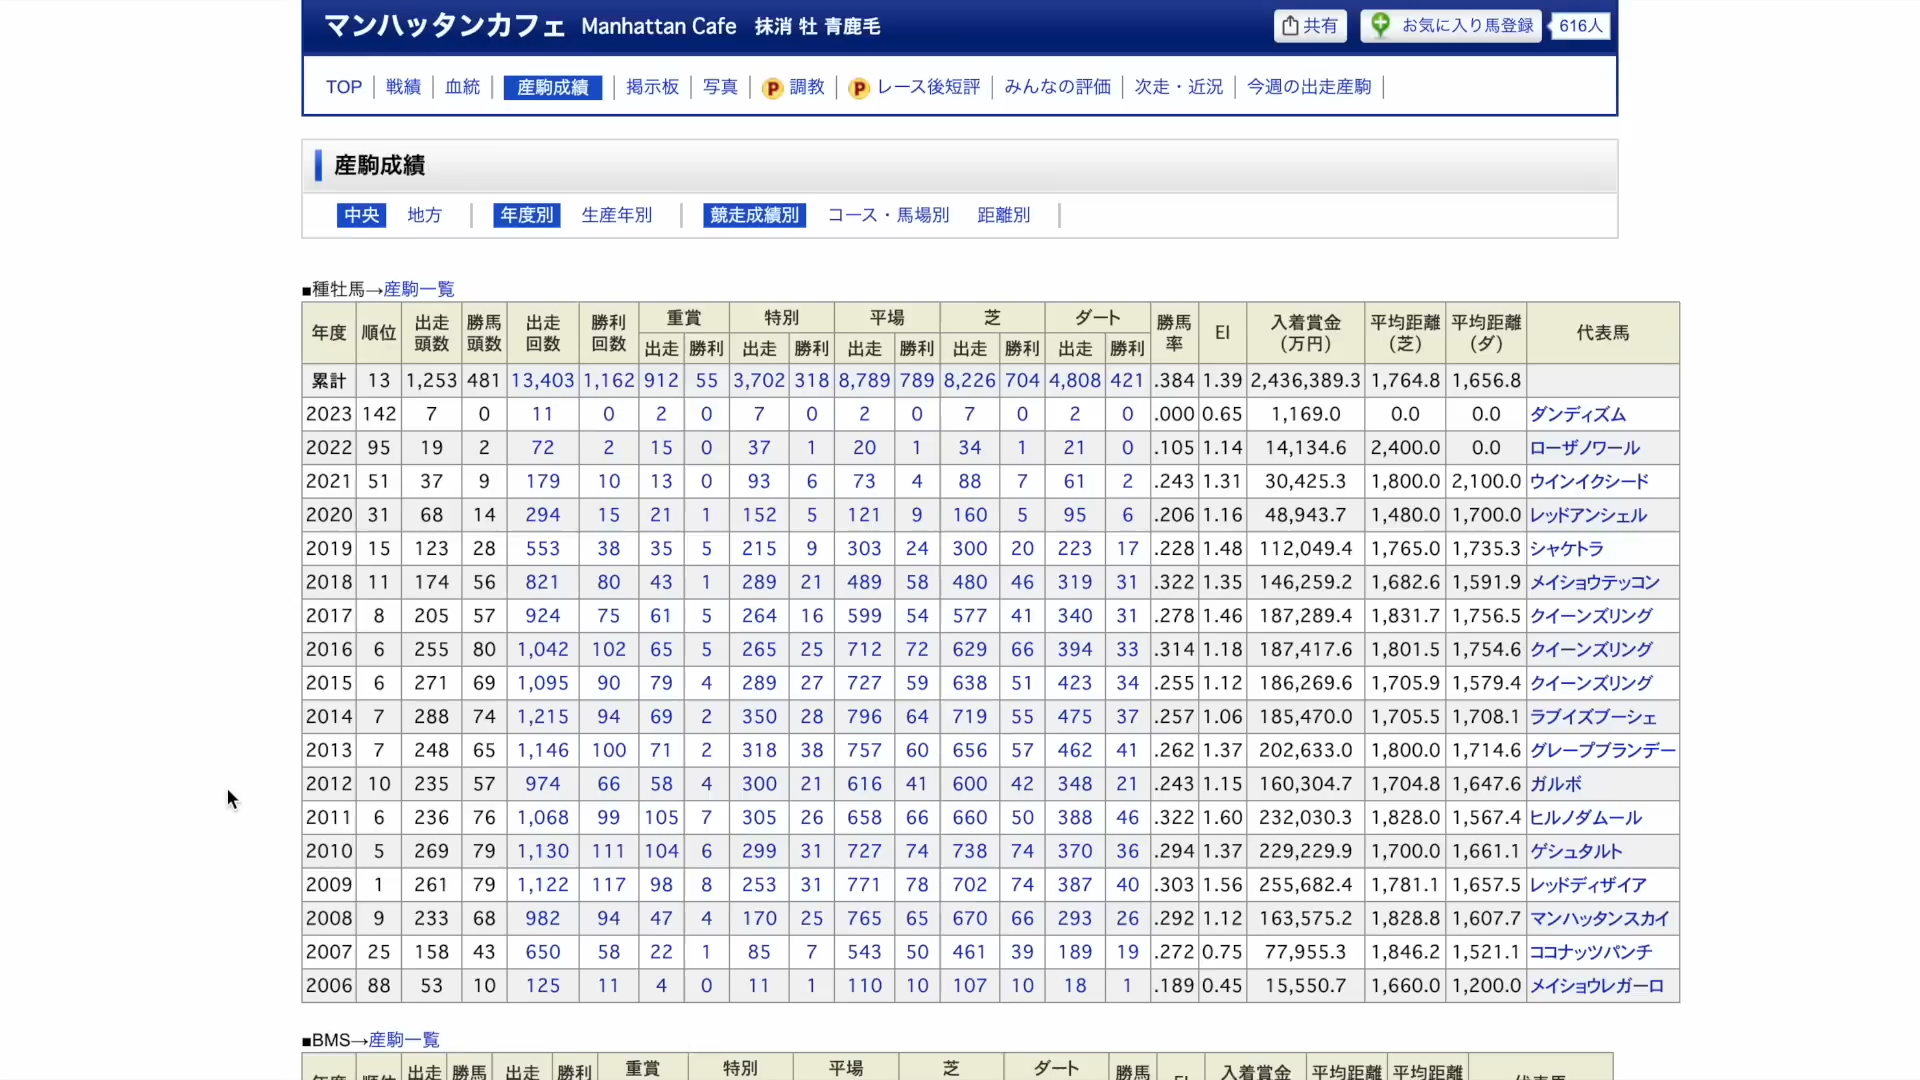 マンハッタンカフェ Manhattan Cafe 抹消 牡 青鹿毛 共有 お気に入り馬登録 616人
TOP 戦績 血統 産駒成績 掲示板 写真 P 調教 P レース後短評 みんなの評価 次走・近況 今週の出走産駒
産駒成績
中央 地方 年度別 生産年別 競走成績別 コース・馬場別 距離別
■種牡馬→産駒一覧
年度 順位 出走頭数 勝馬頭数 出走回数 勝利回数 重賞 特別 平場 芝 ダート 勝馬率 EI 入着賞金(万円) 平均距離(芝) 平均距離(ダ) 代表馬
出走 勝利 出走 勝利 出走 勝利 出走 勝利 出走 勝利
累計 13 1,253 481 13,403 1,162 912 55 3,702 318 8,789 789 8,226 704 4,808 421 .384 1.39 2,436,389.3 1,764.8 1,656.8
2023 142 7 0 11 0 2 0 7 0 2 0 7 0 2 0 .000 0.65 1,169.0 0.0 0.0 ダンディズム
2022 95 19 2 72 2 15 0 37 1 20 1 34 1 21 0 .105 1.14 14,134.6 2,400.0 0.0 ローザノワール
2021 51 37 9 179 10 13 0 93 6 73 4 88 7 61 2 .243 1.31 30,425.3 1,800.0 2,100.0 ウインイクシード
2020 31 68 14 294 15 21 1 152 5 121 9 160 5 95 6 .206 1.16 48,943.7 1,480.0 1,700.0 レッドアンシェル
2019 15 123 28 553 38 35 5 215 9 303 24 300 20 223 17 .228 1.48 112,049.4 1,765.0 1,735.3 シャケトラ
2018 11 174 56 821 80 43 1 289 21 489 58 480 46 319 31 .322 1.35 146,259.2 1,682.6 1,591.9 メイショウテッコン
2017 8 205 57 924 75 61 5 264 16 599 54 577 41 340 31 .278 1.46 187,289.4 1,831.7 1,756.5 クイーンズリング
2016 6 255 80 1,042 102 65 5 265 25 712 72 629 66 394 33 .314 1.18 187,417.6 1,801.5 1,754.6 クイーンズリング
2015 6 271 69 1,095 90 79 4 289 27 727 59 638 51 423 34 .255 1.12 186,269.6 1,705.9 1,579.4 クイーンズリング
2014 7 288 74 1,215 94 69 2 350 28 796 64 719 55 475 37 .257 1.06 185,470.0 1,705.5 1,708.1 ラブイズブーシェ
2013 7 248 65 1,146 100 71 2 318 38 757 60 656 57 462 41 .262 1.37 202,633.0 1,800.0 1,714.6 グレープブランデー
2012 10 235 57 974 66 58 4 300 21 616 41 600 42 348 21 .243 1.15 160,304.7 1,704.8 1,647.6 ガルボ
2011 6 236 76 1,068 99 105 7 305 26 658 66 660 50 388 46 .322 1.60 232,030.3 1,828.0 1,567.4 ヒルノダムール
2010 5 269 79 1,130 111 104 6 299 31 727 74 738 74 370 36 .294 1.37 229,229.9 1,700.0 1,661.1 ゲシュタルト
2009 1 261 79 1,122 117 98 8 253 31 771 78 702 74 387 40 .303 1.56 255,682.4 1,781.1 1,657.5 レッドディザイア
2008 9 233 68 982 94 47 4 170 25 765 65 670 66 293 26 .292 1.12 163,575.2 1,828.8 1,607.7 マンハッタンスカイ
2007 25 158 43 650 58 22 1 85 7 543 50 461 39 189 19 .272 0.75 77,955.3 1,846.2 1,521.1 ココナッツパンチ
2006 88 53 10 125 11 4 0 11 1 110 10 107 10 18 1 .189 0.45 15,550.7 1,660.0 1,200.0 メイショウレガーロ
■BMS→産駒一覧
出走 勝馬 出走 勝利 重賞 特別 平場 芝 ダート 勝馬 入着賞金 平均距離 平均距離